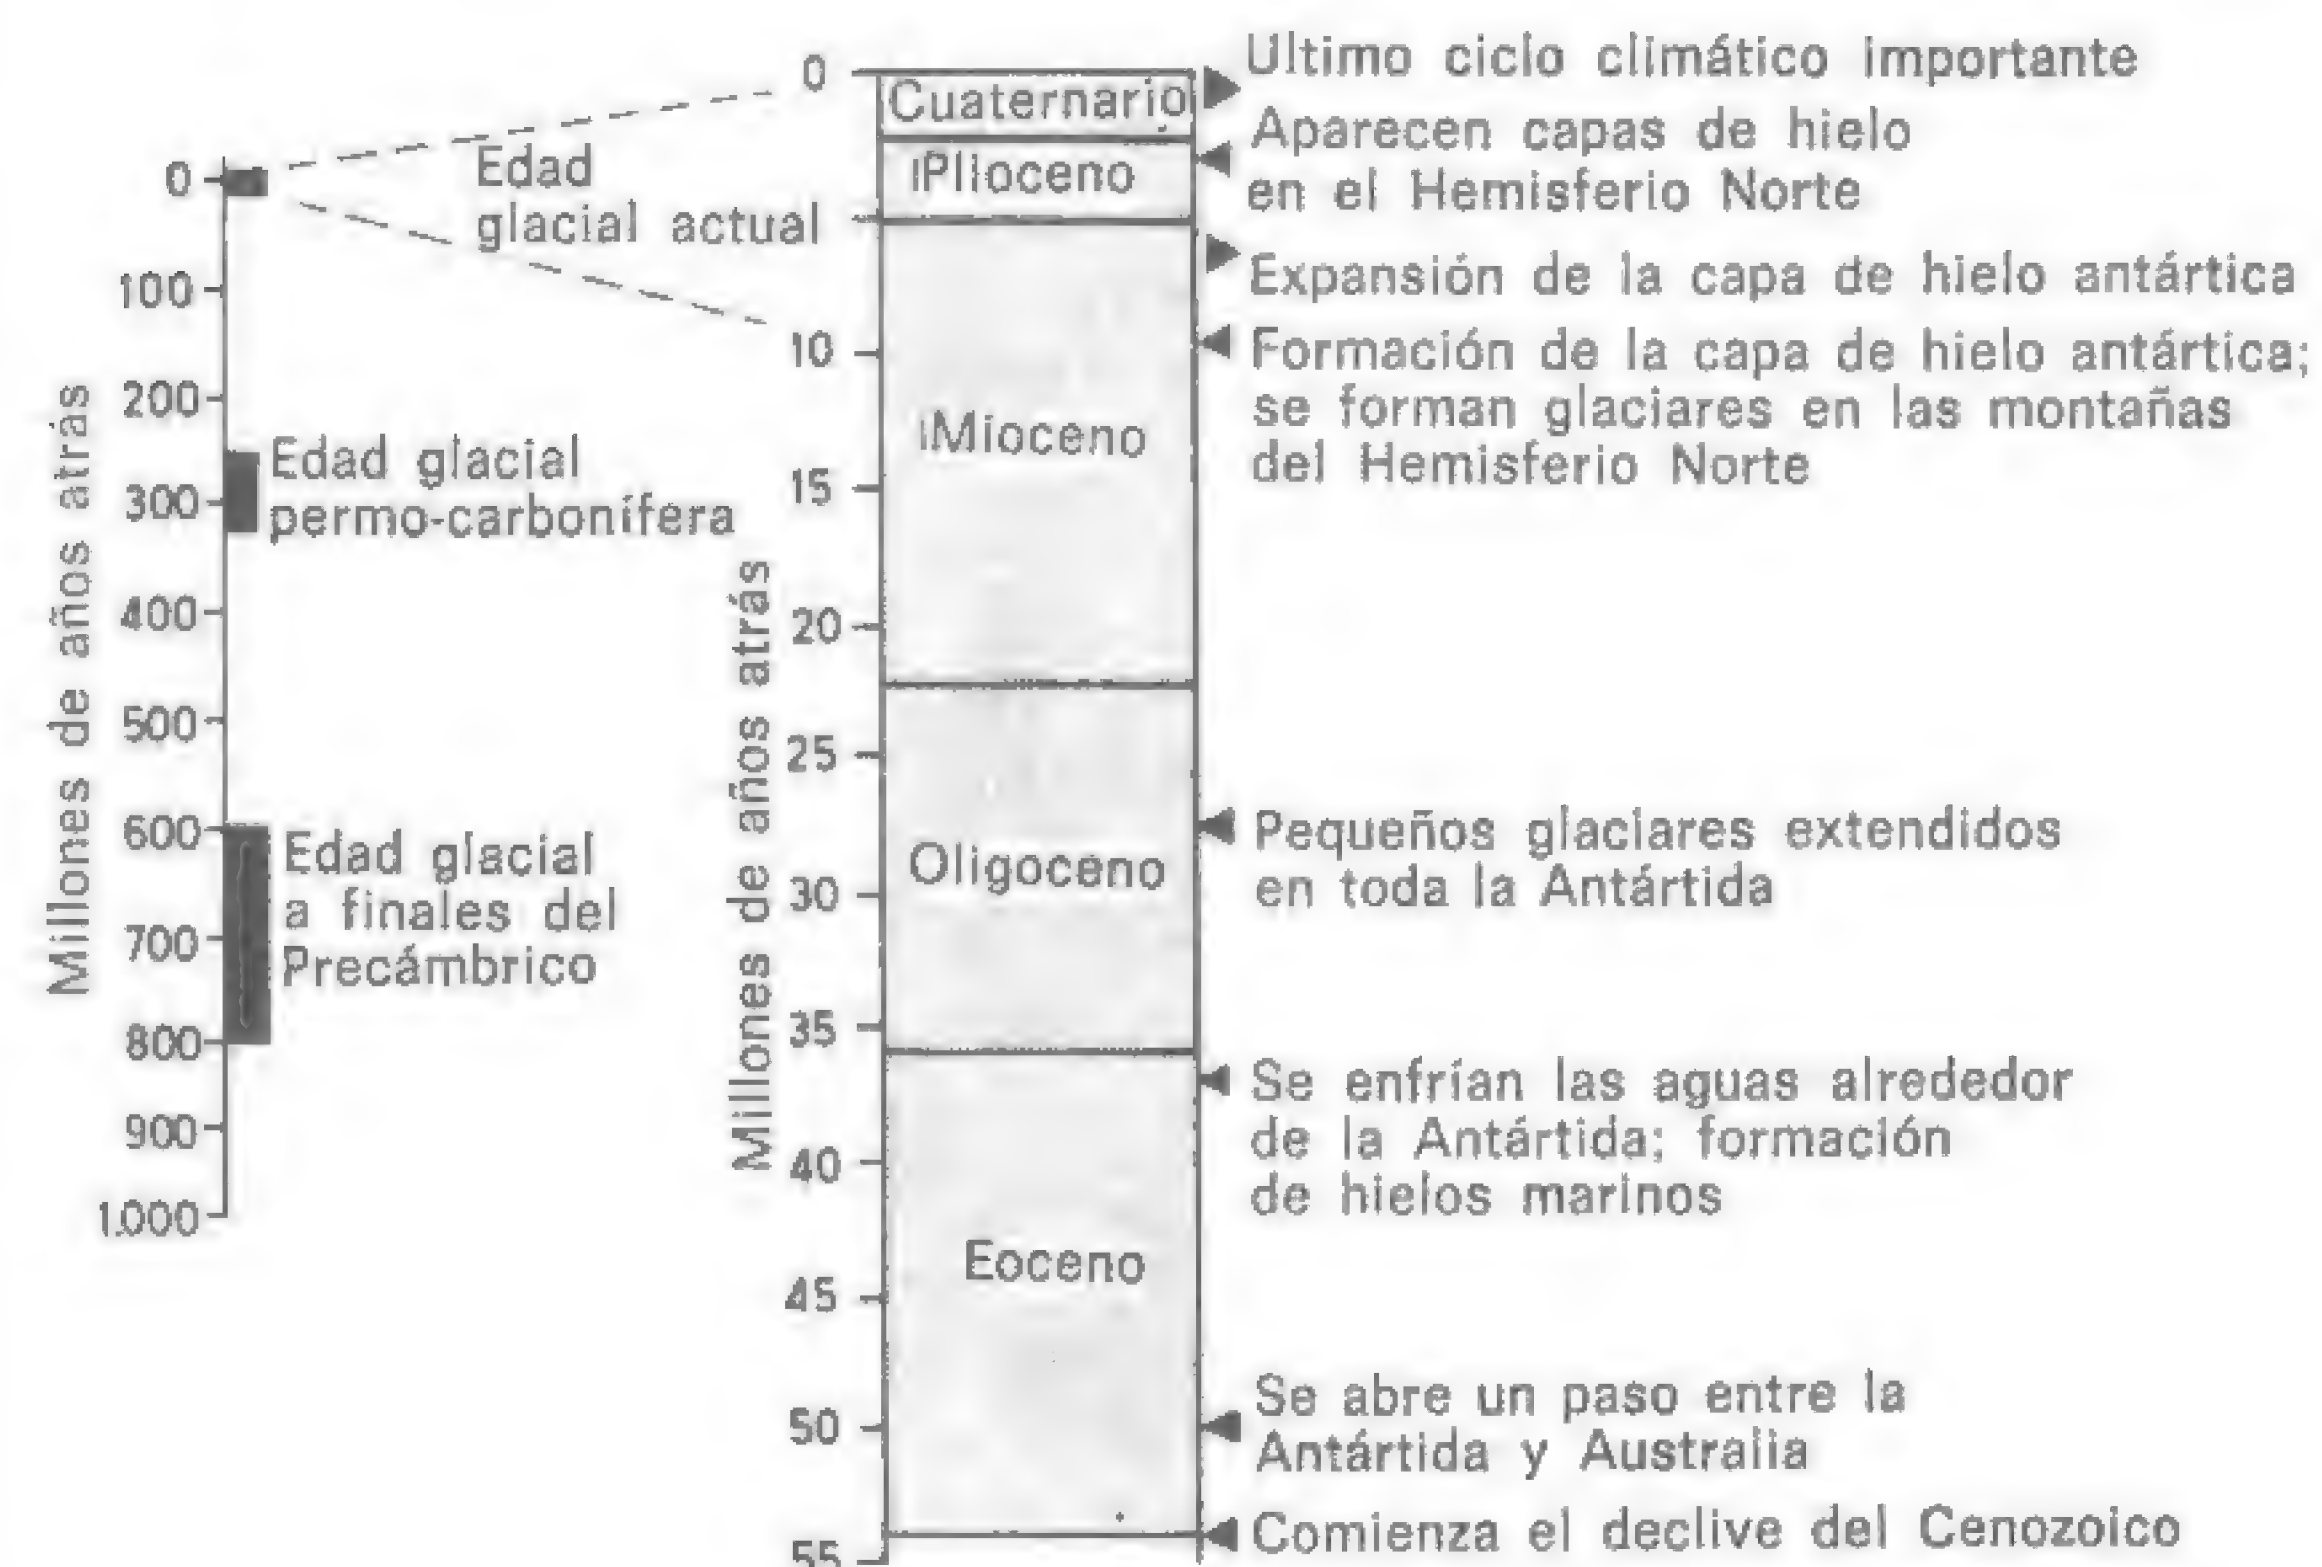 Millones de años atrás
0
100
200
300
400
500
600
700
800
900
1.000
Edad
glacial actual
Edad glacial
permo-carbonífera
Edad glacial
a finales del
Precámbrico
Millones de años atrás
0
10
15
20
25
30
35
40
45
50
55
Cuaternario
Plioceno
Mioceno
Oligoceno
Eoceno
Ultimo ciclo climático importante
Aparecen capas de hielo
en el Hemisferio Norte
Expansión de la capa de hielo antártica
Formación de la capa de hielo antártica;
se forman glaciares en las montañas
del Hemisferio Norte
Pequeños glaciares extendidos
en toda la Antártida
Se enfrían las aguas alrededor
de la Antártida; formación
de hielos marinos
Se abre un paso entre la
Antártida y Australia
Comienza el declive del Cenozoico